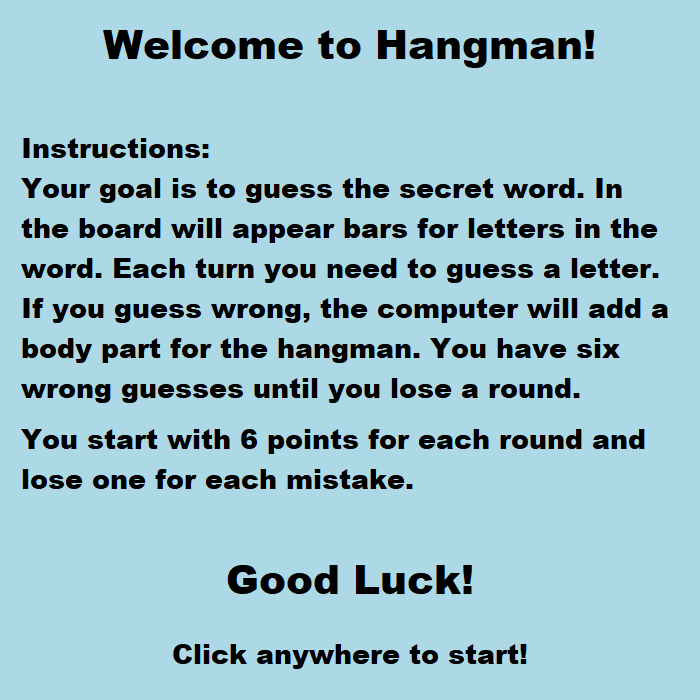 Welcome to Hangman!
Instructions:
Your goal is to guess the secret word. In
the board will appear bars for letters in the
word. Each turn you need to guess a letter.
If you guess wrong, the computer will add a
body part for the hangman. You have six
wrong guesses until you lose a round.
You start with 6 points for each round and
lose one for each mistake.
Good Luck!
Click anywhere to start!